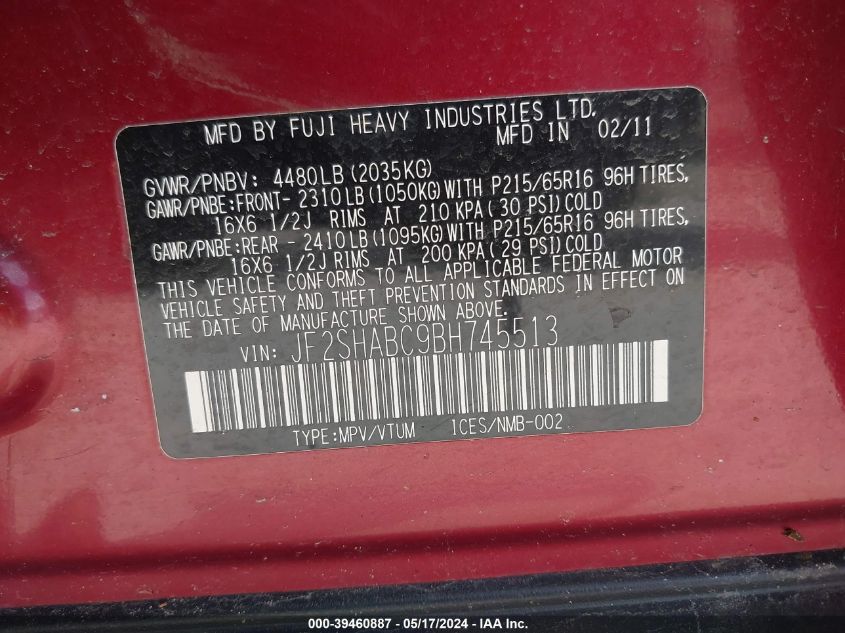 MFD BY FUJI HEAVY INDUSTRIES LTD.
MFD IN 02/11
GVWR/PNBV: 4480LB(2035KG)
GAWR/PNBE:FRONT- 2310LB(1050KG)WITH P215/65R16 96H TIRES,
16X6 1/2J RIMS AT 210 KPA(30 PSI)COLD
GAWR/PNBE:REAR - 2410LB(1095KG)WITH P215/65R16 96H TIRES,
16X6 1/2J RIMS AT 200 KPA(29 PSI)COLD
THIS VEHICLE CONFORMS TO ALL APPLICABLE FEDERAL MOTOR
VEHICLE SAFETY AND THEFT PREVENTION STANDARDS IN EFFECT ON
THE DATE OF MANUFACTURE SHOWN ABOVE.
VIN: JF2SHABC9BH745513
TYPE:MPV/VTUM ICES/NMB-002
000-39460887 - 05/17/2024 - IAAI.com